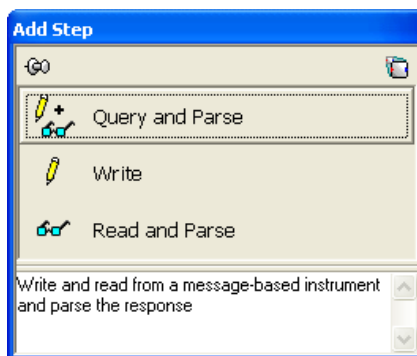 Add Step
Query and Parse
Write
Read and Parse
Write and read from a message-based instrument
and parse the response